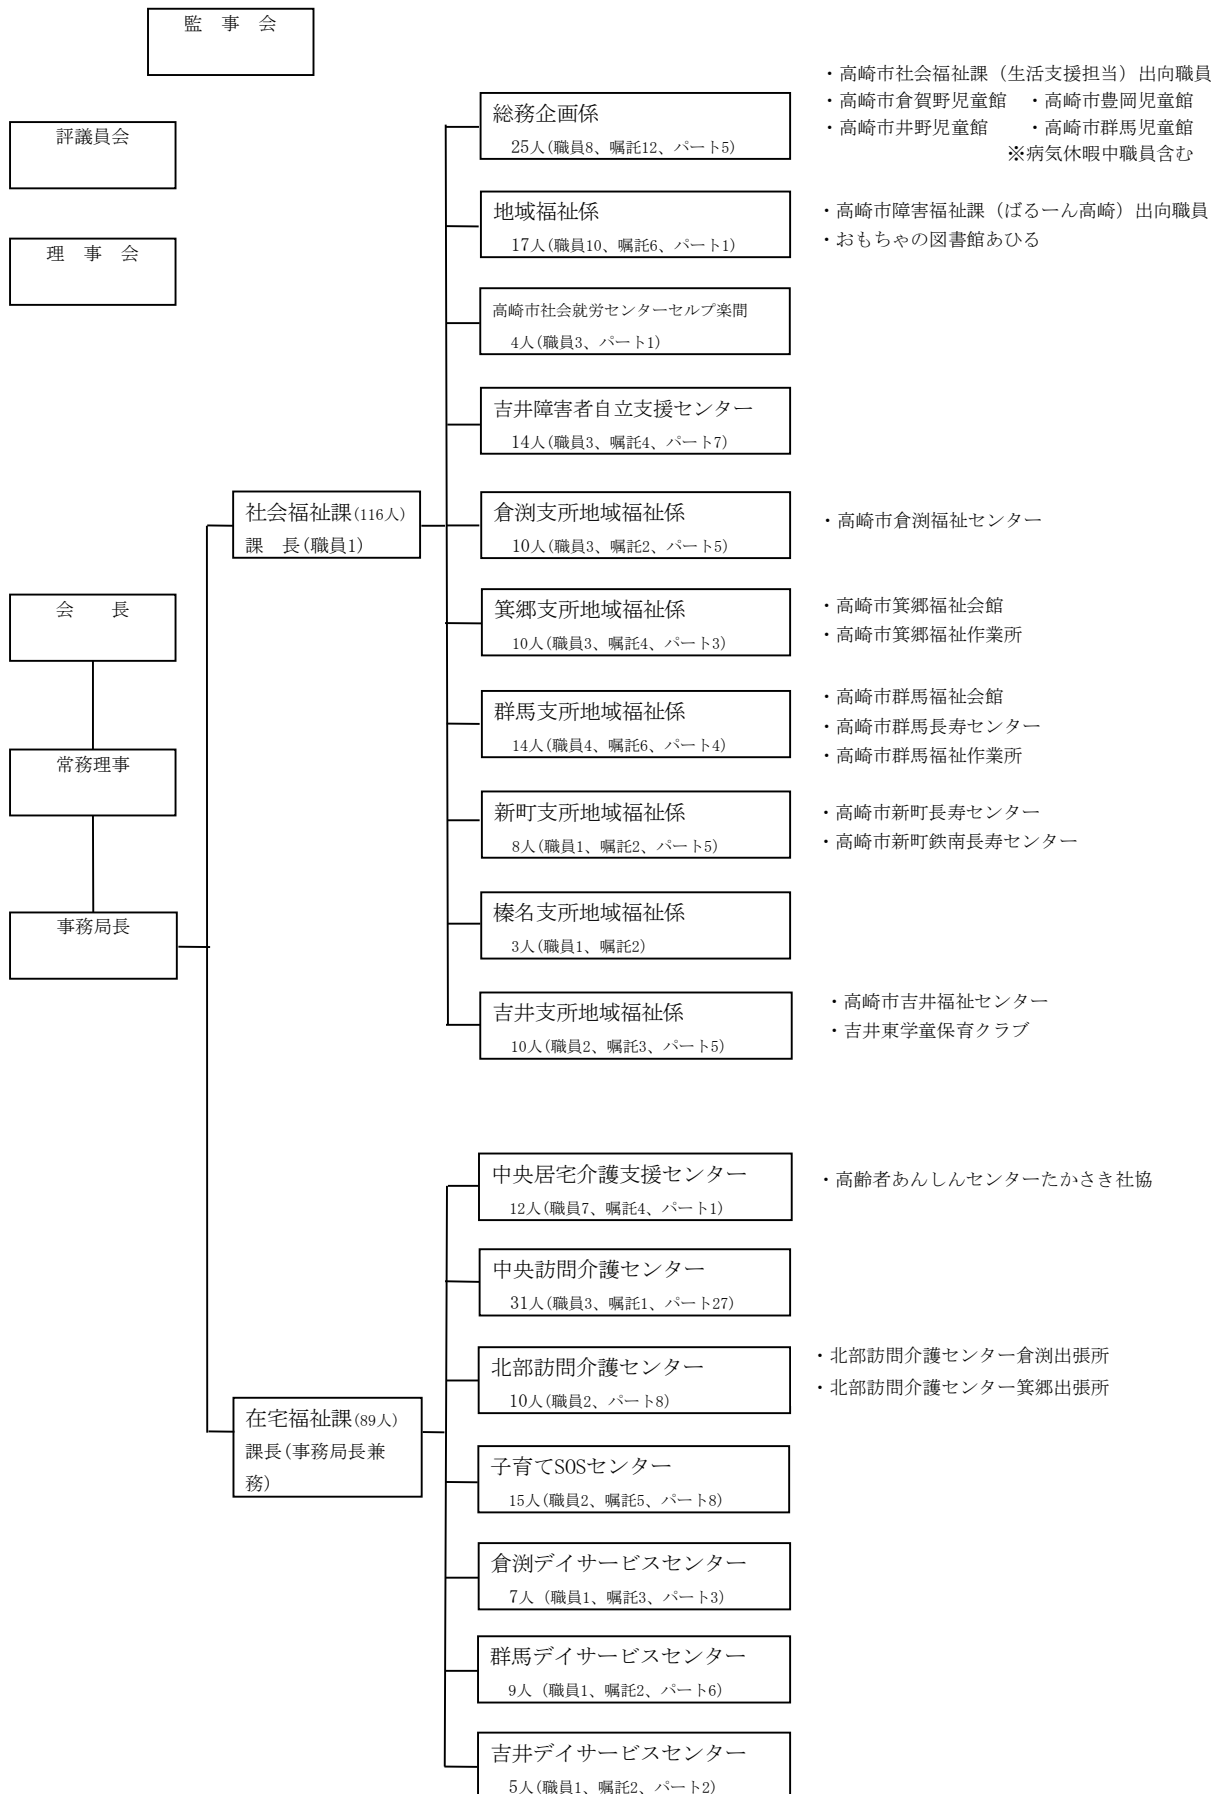 監　事　会
評議員会
理　事　会
会　　長
常務理事
事務局長
社会福祉課(116人)
課　長(職員1)
総務企画係
25人(職員8、嘱託12、パート5)
・高崎市社会福祉課（生活支援担当）出向職員
・高崎市倉賀野児童館　・高崎市豊岡児童館
・高崎市井野児童館　　・高崎市群馬児童館
※病気休暇中職員含む
地域福祉係
17人(職員10、嘱託6、パート1)
・高崎市障害福祉課（ばるーん高崎）出向職員
・おもちゃの図書館あひる
高崎市社会就労センターセルプ楽間
4人(職員3、パート1)
吉井障害者自立支援センター
14人(職員3、嘱託4、パート7)
倉渕支所地域福祉係
10人(職員3、嘱託2、パート5)
・高崎市倉渕福祉センター
箕郷支所地域福祉係
10人(職員3、嘱託4、パート3)
・高崎市箕郷福祉会館
・高崎市箕郷福祉作業所
群馬支所地域福祉係
14人(職員4、嘱託6、パート4)
・高崎市群馬福祉会館
・高崎市群馬長寿センター
・高崎市群馬福祉作業所
新町支所地域福祉係
8人(職員1、嘱託2、パート5)
・高崎市新町長寿センター
・高崎市新町鉄南長寿センター
榛名支所地域福祉係
3人(職員1、嘱託2)
吉井支所地域福祉係
10人(職員2、嘱託3、パート5)
・高崎市吉井福祉センター
・吉井東学童保育クラブ
在宅福祉課(89人)
課長(事務局長兼
務)
中央居宅介護支援センター
12人(職員7、嘱託4、パート1)
・高齢者あんしんセンターたかさき社協
中央訪問介護センター
31人(職員3、嘱託1、パート27)
北部訪問介護センター
10人(職員2、パート8)
・北部訪問介護センター倉渕出張所
・北部訪問介護センター箕郷出張所
子育てSOSセンター
15人(職員2、嘱託5、パート8)
倉渕デイサービスセンター
7人（職員1、嘱託3、パート3)
群馬デイサービスセンター
9人（職員1、嘱託2、パート6)
吉井デイサービスセンター
5人(職員1、嘱託2、パート2)